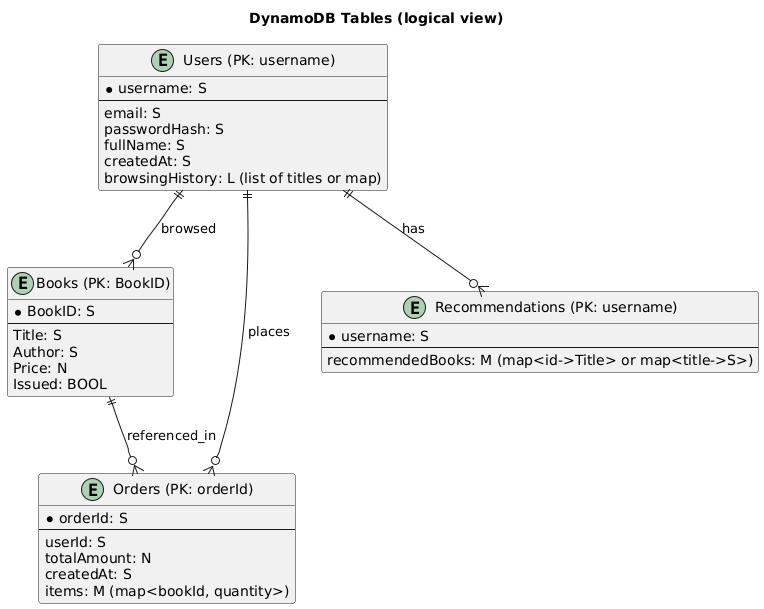 DynamoDB Tables (logical view)
E Users (PK: username)
username: S
email: S
passwordHash: S
fullName: S
createdAt: S
browsingHistory: L (list of titles or map)
browsed
has
E Books (PK: BookID)
BookID: S
Title: S
Author: S
Price: N
Issued: BOOL
places
E Recommendations (PK: username)
username: S
recommendedBooks: M (map<id->Title> or map<title->S>)
referenced_in
E Orders (PK: orderId)
orderId: S
userId: S
totalAmount: N
createdAt: S
items: M (map<bookId, quantity>)